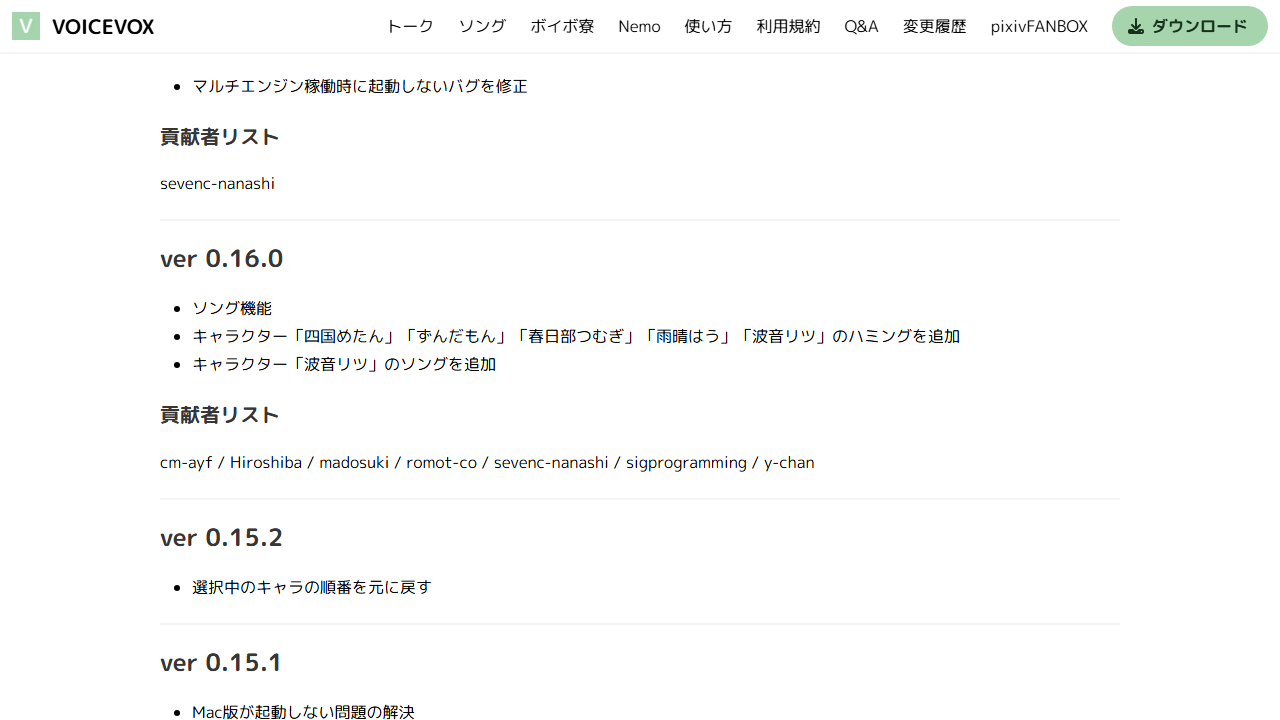 V VOICEVOX トーク ソング ボイボ寮 Nemo 使い方 利用規約 Q&A 変更履歴 pixivFANBOX ダウンロード
マルチエンジン稼働時に起動しないバグを修正
貢献者リスト
sevenc-nanashi
ver 0.16.0
ソング機能
キャラクター「四国めたん」「ずんだもん」「春日部つむぎ」「雨晴はう」「波音リツ」のハミングを追加
キャラクター「波音リツ」のソングを追加
貢献者リスト
cm-ayf / Hiroshiba / madosuki / romot-co / sevenc-nanashi / sigprogramming / y-chan
ver 0.15.2
選択中のキャラの順番を元に戻す
ver 0.15.1
Mac版が起動しない問題の解決